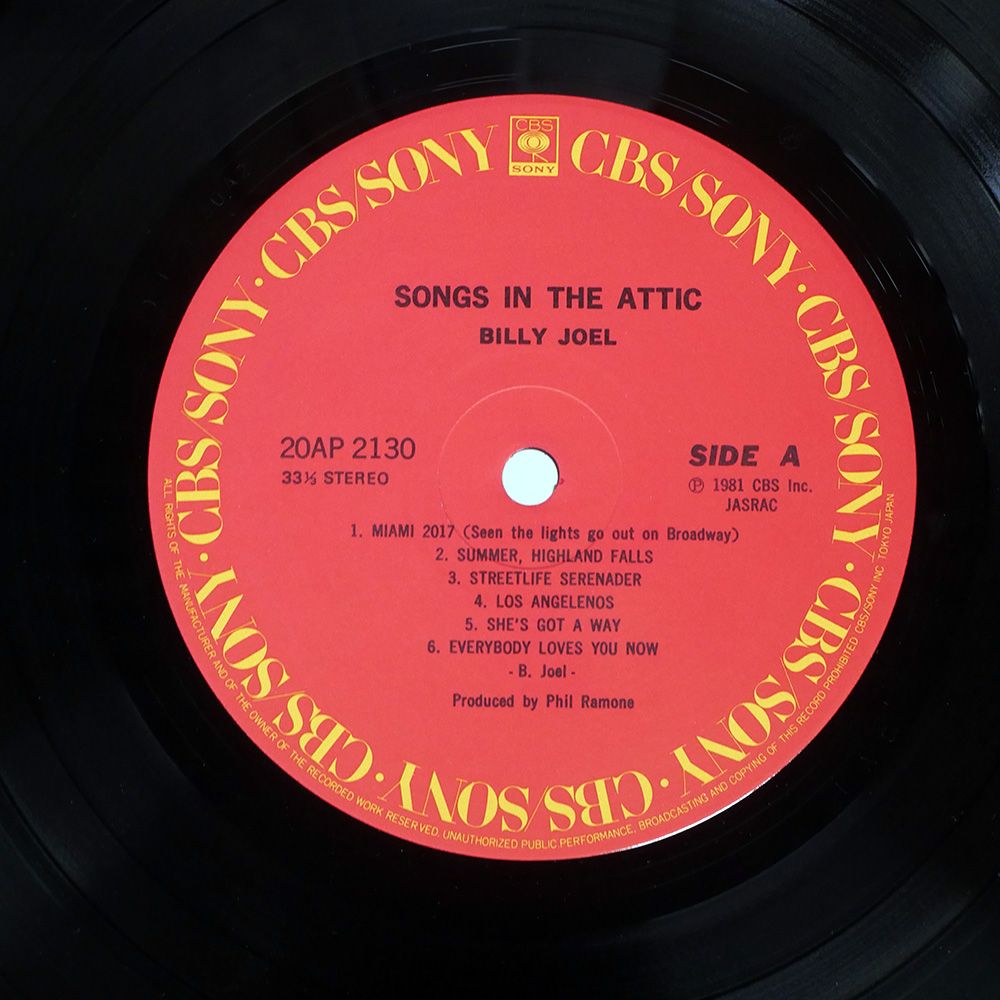 CBS
SONY
CBS/SONY · CBS/SONY · CBS/SONY · CBS/SONY · CBS/SONY · CBS/SONY · CBS/SONY · CBS/SONY
SONGS IN THE ATTIC
BILLY JOEL
20AP 2130
33⅓ STEREO
SIDE A
℗ 1981 CBS Inc.
JASRAC
1. MIAMI 2017 (Seen the lights go out on Broadway)
2. SUMMER, HIGHLAND FALLS
3. STREETLIFE SERENADER
4. LOS ANGELENOS
5. SHE'S GOT A WAY
6. EVERYBODY LOVES YOU NOW
- B. Joel -
Produced by Phil Ramone
ALL RIGHTS OF THE MANUFACTURER AND OF THE OWNER OF THE RECORDED WORK RESERVED. UNAUTHORIZED PUBLIC PERFORMANCE, BROADCASTING AND COPYING OF THIS RECORD PROHIBITED CBS/SONY INC TOKYO JAPAN